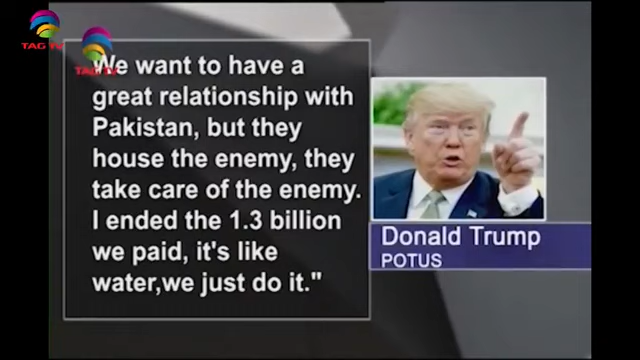 TAG TV
TAG TV
We want to have a
great relationship with
Pakistan, but they
house the enemy, they
take care of the enemy.
I ended the 1.3 billion
we paid, it's like
water,we just do it."
Donald Trump
POTUS